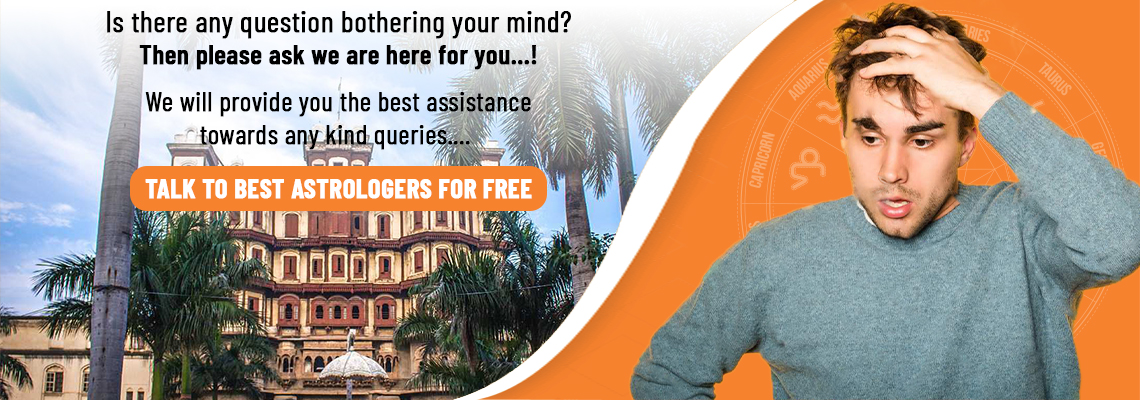 Is there any question bothering your mind?
Then please ask we are here for you...!
We will provide you the best assistance
towards any kind queries....
TALK TO BEST ASTROLOGERS FOR FREE
AQUARIUS
ARIES
TAURUS
CAPRICORN